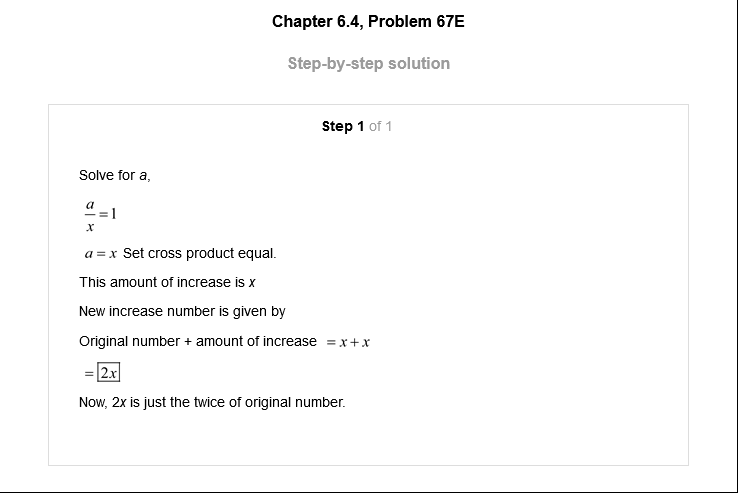 Chapter 6.4, Problem 67E
Step-by-step solution
Step 1 of 1
Solve for a,
a/x = 1
a = x Set cross product equal.
This amount of increase is x
New increase number is given by
Original number + amount of increase = x + x
= 2x
Now, 2x is just the twice of original number.